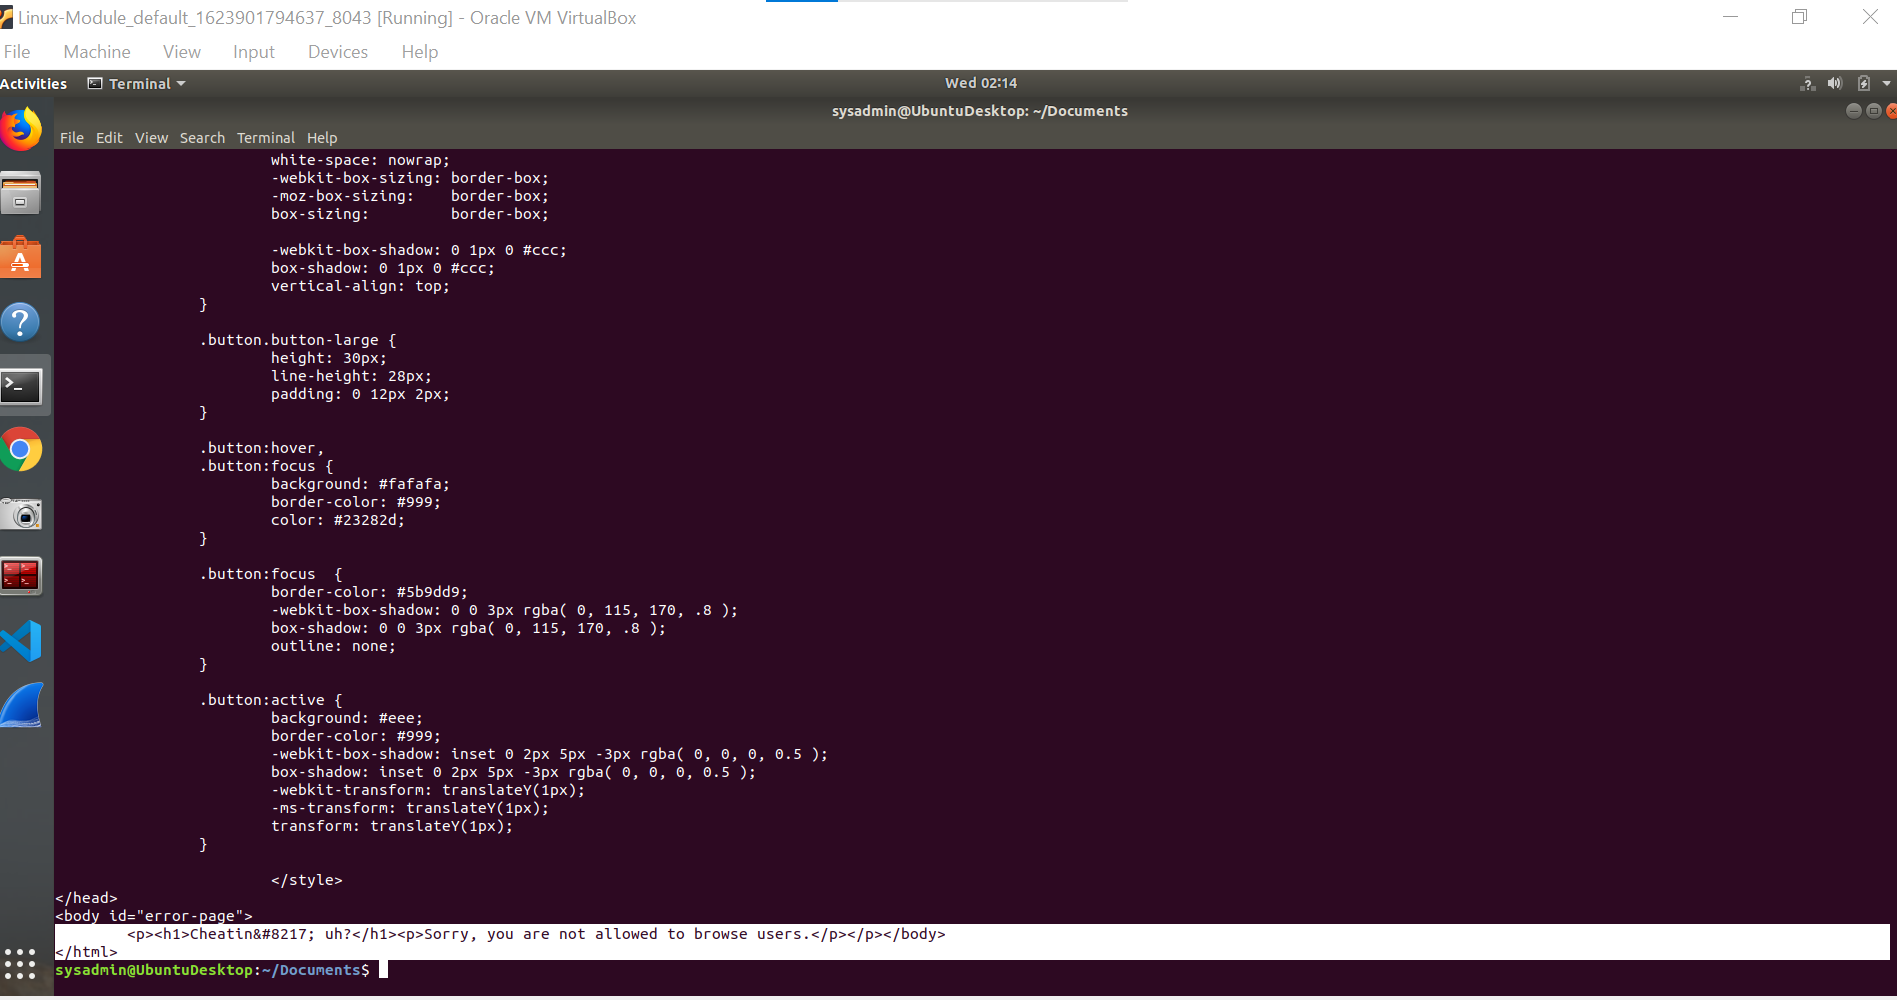 Linux-Module_default_1623901794637_8043 [Running] - Oracle VM VirtualBox
File Machine View Input Devices Help
Activities Terminal Wed 02:14
sysadmin@UbuntuDesktop: ~/Documents
File Edit View Search Terminal Help
white-space: nowrap;
-webkit-box-sizing: border-box;
-moz-box-sizing:    border-box;
box-sizing:         border-box;
-webkit-box-shadow: 0 1px 0 #ccc;
box-shadow: 0 1px 0 #ccc;
vertical-align: top;
}
.button.button-large {
height: 30px;
line-height: 28px;
padding: 0 12px 2px;
}
.button:hover,
.button:focus {
background: #fafafa;
border-color: #999;
color: #23282d;
}
.button:focus  {
border-color: #5b9dd9;
-webkit-box-shadow: 0 0 3px rgba( 0, 115, 170, .8 );
box-shadow: 0 0 3px rgba( 0, 115, 170, .8 );
outline: none;
}
.button:active {
background: #eee;
border-color: #999;
-webkit-box-shadow: inset 0 2px 5px -3px rgba( 0, 0, 0, 0.5 );
box-shadow: inset 0 2px 5px -3px rgba( 0, 0, 0, 0.5 );
-webkit-transform: translateY(1px);
-ms-transform: translateY(1px);
transform: translateY(1px);
}
</style>
</head>
<body id="error-page">
<p><h1>Cheatin&#8217; uh?</h1><p>Sorry, you are not allowed to browse users.</p></p></body>
</html>
sysadmin@UbuntuDesktop:~/Documents$